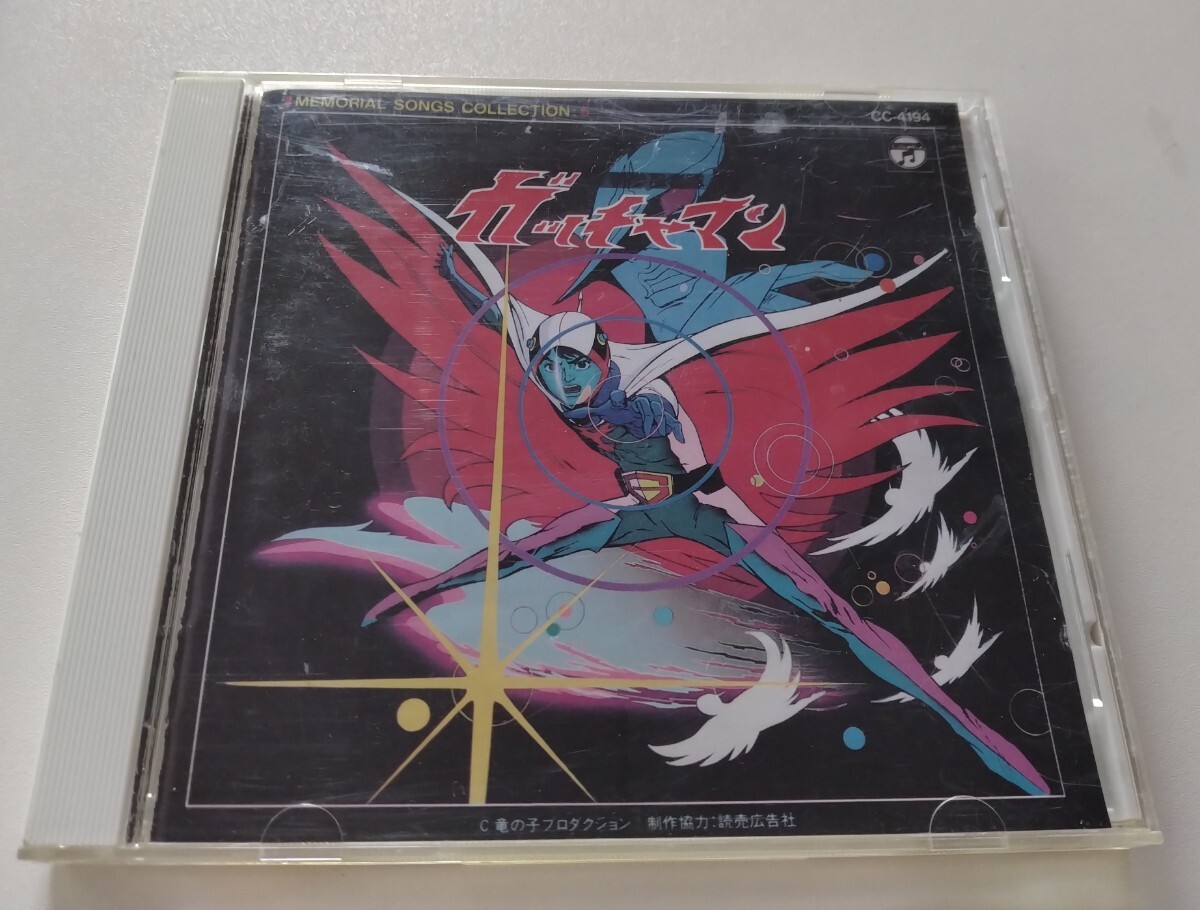 MEMORIAL SONGS COLLECTION
CC-4194
ガッチャマン
C 竜の子プロダクション 制作協力:読売広告社